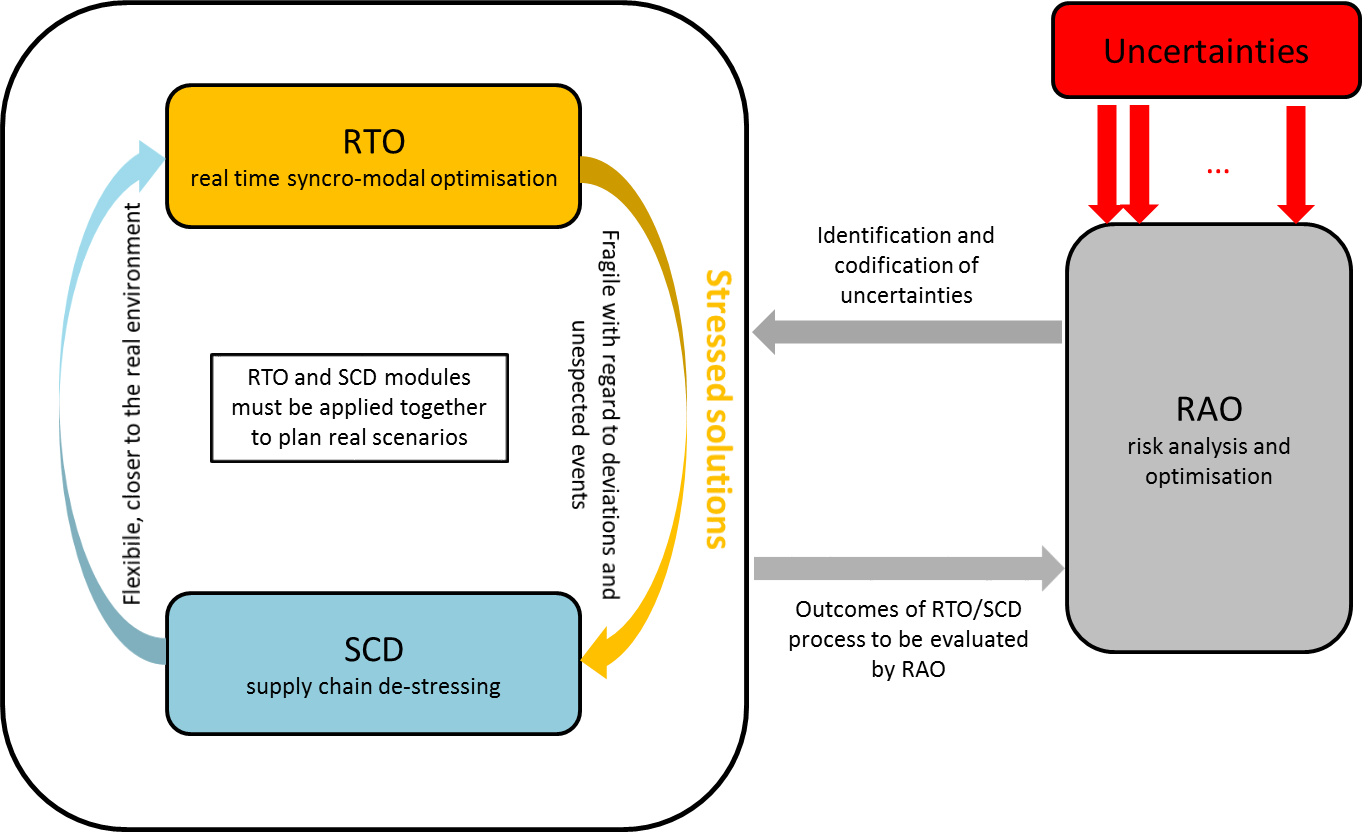 RTO
real time syncro-modal optimisation
Flexibile, closer to the real environment
Fragile with regard to deviations and
unespected events
Stressed solutions
RTO and SCD modules
must be applied together
to plan real scenarios
SCD
supply chain de-stressing
Identification and
codification of
uncertainties
Outcomes of RTO/SCD
process to be evaluated
by RAO
Uncertainties
...
RAO
risk analysis and
optimisation